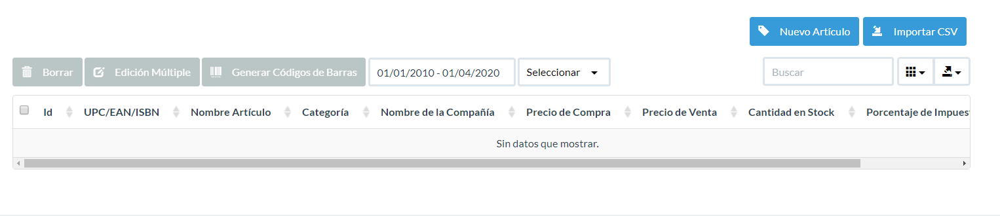 Nuevo Artículo Importar CSV
Borrar Edición Múltiple Generar Códigos de Barras 01/01/2010 - 01/04/2020 Seleccionar Buscar
Id UPC/EAN/ISBN Nombre Artículo Categoría Nombre de la Compañía Precio de Compra Precio de Venta Cantidad en Stock Porcentaje de Impues
Sin datos que mostrar.